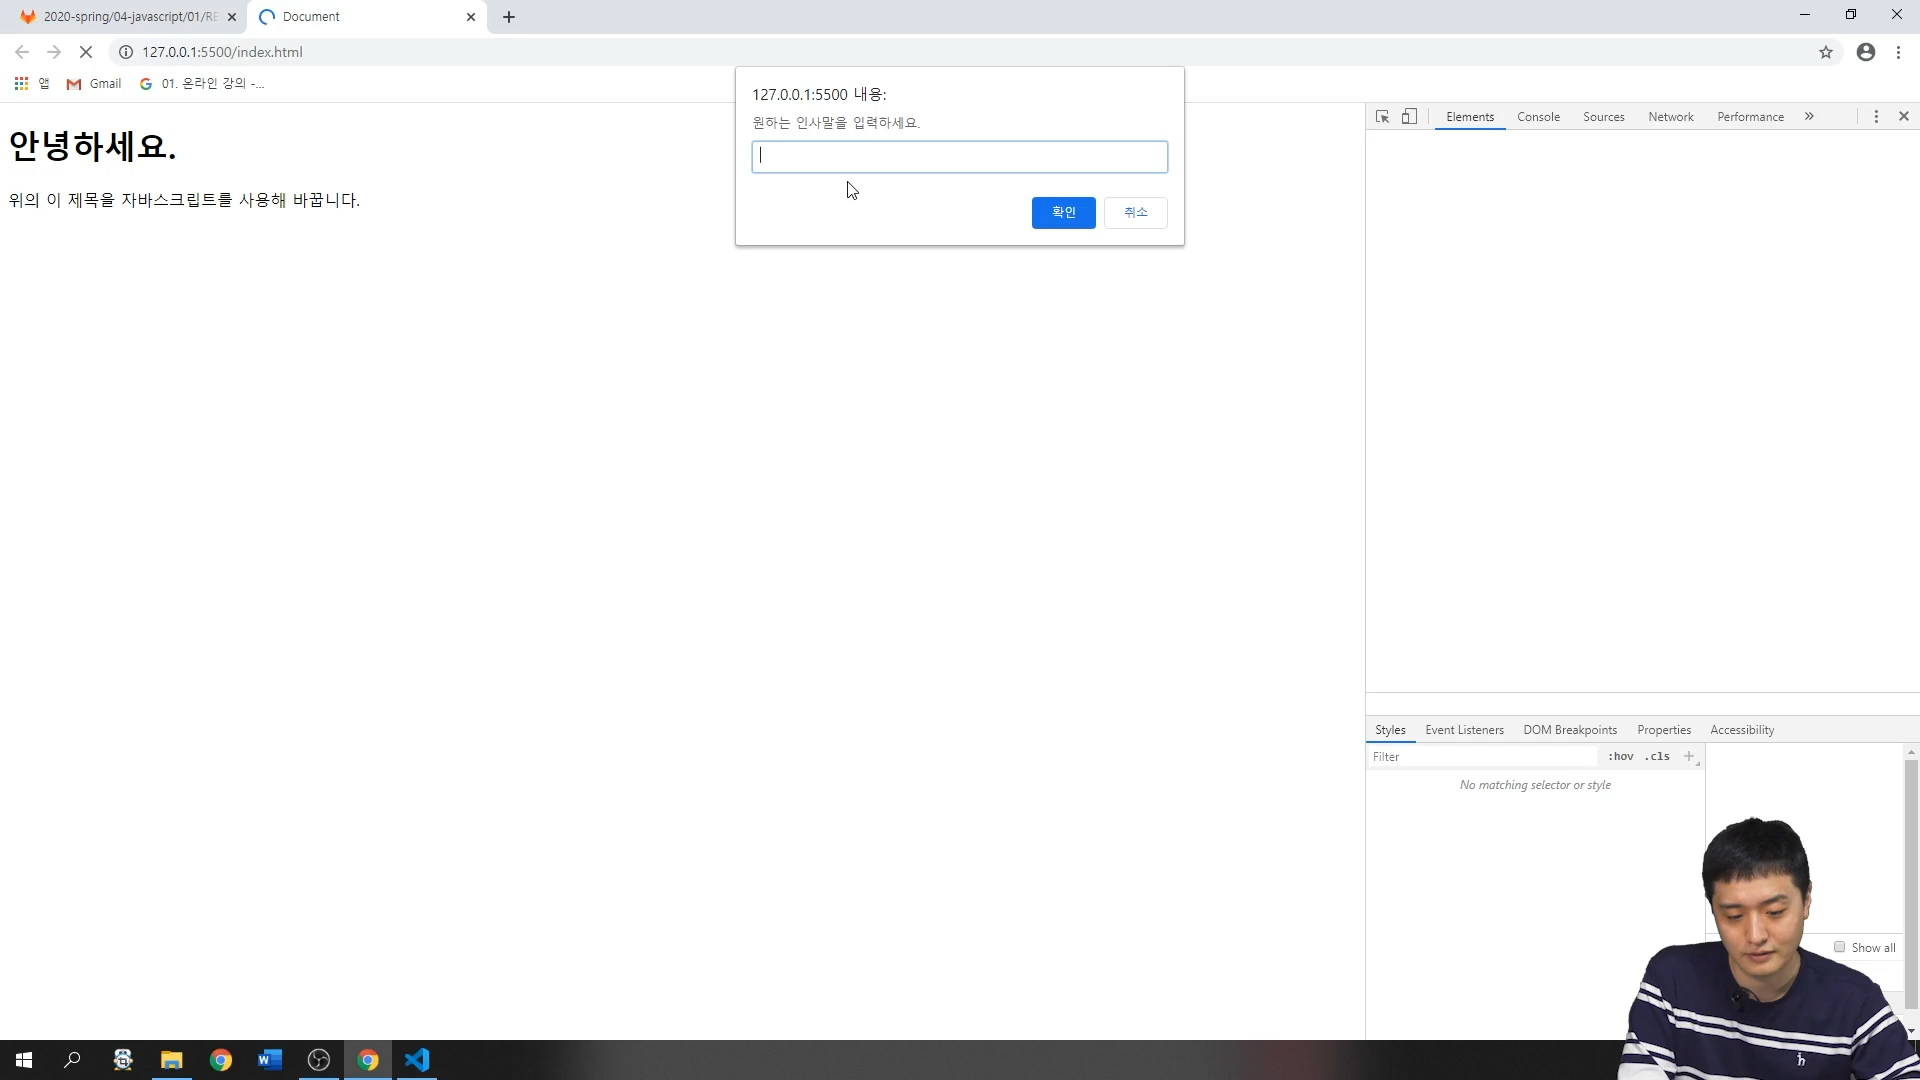 2020-spring/04-javascript/01/RE
Document
127.0.0.1:5500/index.html
앱
Gmail
01. 온라인 강의 -...
127.0.0.1:5500 내용:
원하는 인사말을 입력하세요.
확인
취소
안녕하세요.
위의 이 제목을 자바스크립트를 사용해 바꿉니다.
Elements
Console
Sources
Network
Performance
Styles
Event Listeners
DOM Breakpoints
Properties
Accessibility
Filter
:hov
.cls
No matching selector or style
Show all